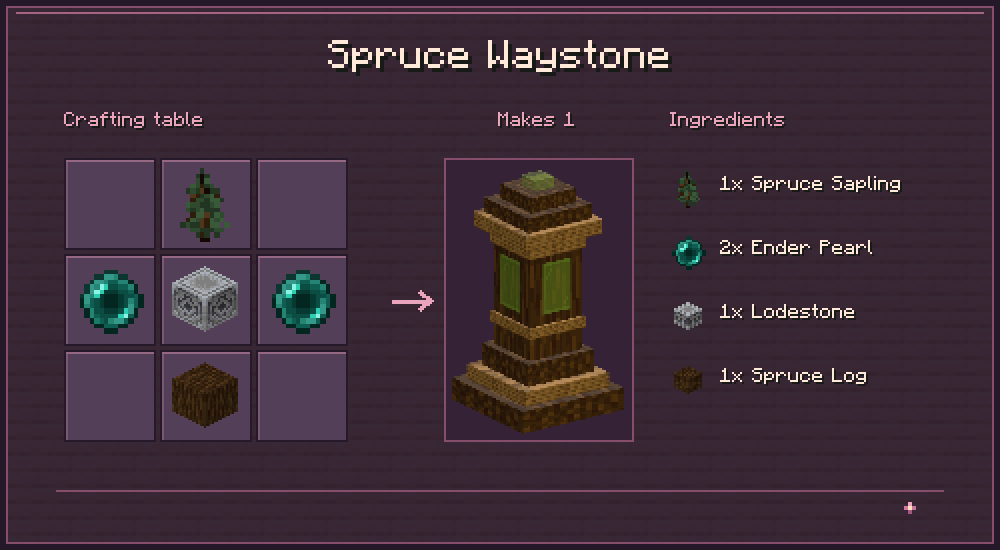 Spruce Waystone
Crafting table
Makes 1
Ingredients
1x Spruce Sapling
2x Ender Pearl
1x Lodestone
1x Spruce Log